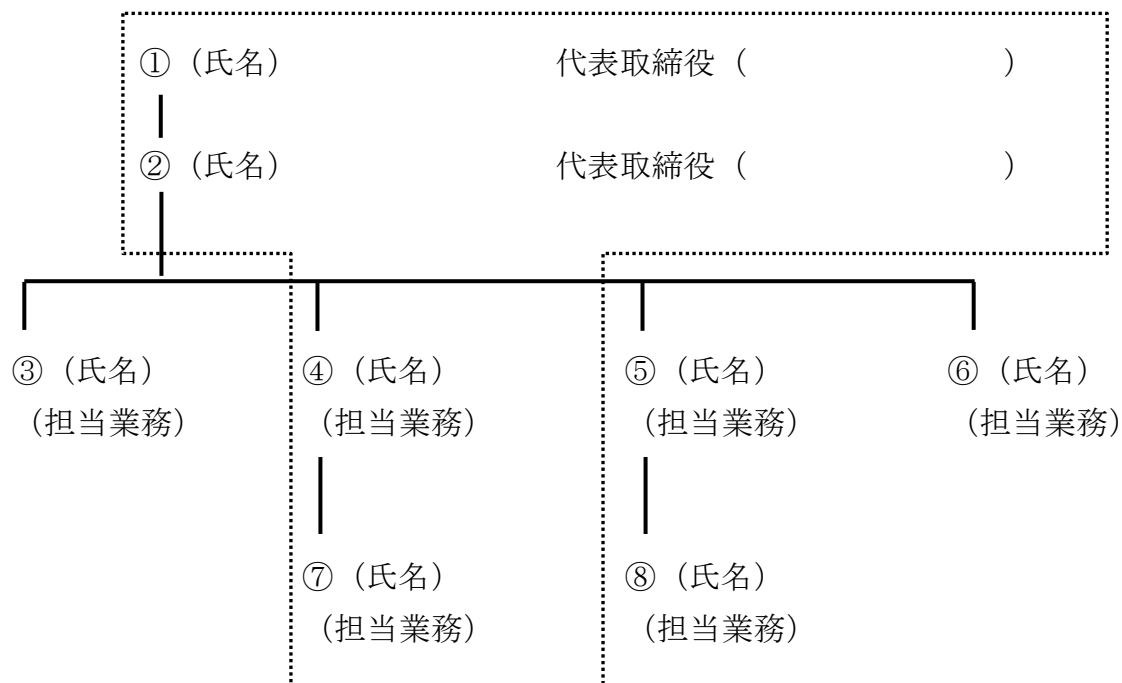 ① (氏名) 代表取締役 ( )
② (氏名) 代表取締役 ( )
③ (氏名) ④ (氏名) ⑤ (氏名) ⑥ (氏名)
(担当業務) (担当業務) (担当業務) (担当業務)
⑦ (氏名) ⑧ (氏名)
(担当業務) (担当業務)